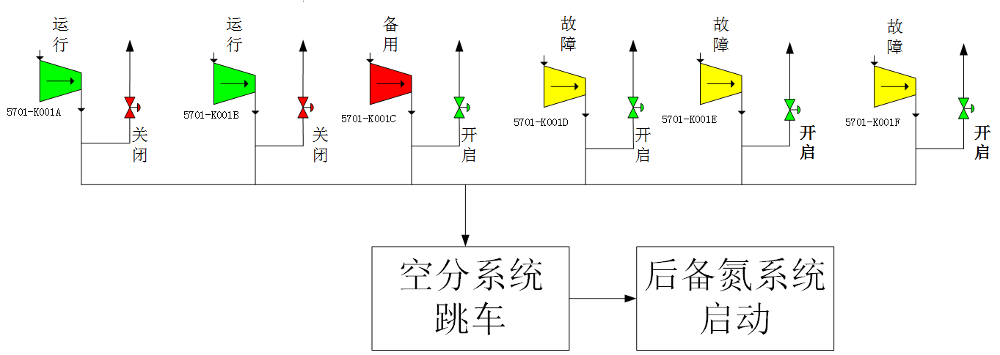 运行
运行
备用
故障
故障
故障
5701-K001A
5701-K001B
5701-K001C
5701-K001D
5701-K001E
5701-K001F
关闭
关闭
开启
开启
开启
开启
空分系统
跳车
后备氮系统
启动